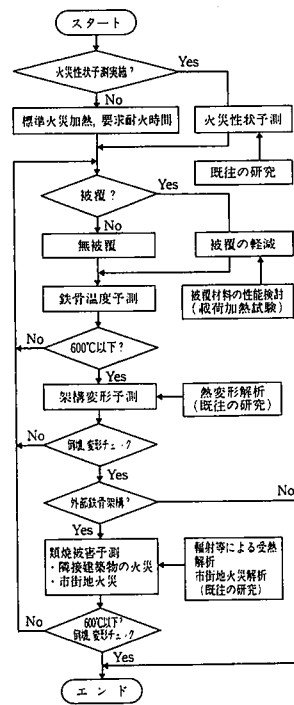 スタート
火災性状予測実施?
Yes
No
標準火災加熱,要求耐火時間
火災性状予測
既往の研究
被覆?
Yes
No
無被覆
被覆の軽減
鉄骨温度予測
被覆材料の性能検討
(載荷加熱試験)
600℃以下?
No
Yes
架構変形予測
熱変形解析
(既往の研究)
倒壊,変形チェック
No
Yes
外部鉄骨架構?
No
Yes
類焼被害予測
・隣接建築物の火災
・市街地火災
輻射等による受熱
解析
市街地火災解析
(既往の研究)
600℃以下?
倒壊,変形チェック
No
Yes
エンド